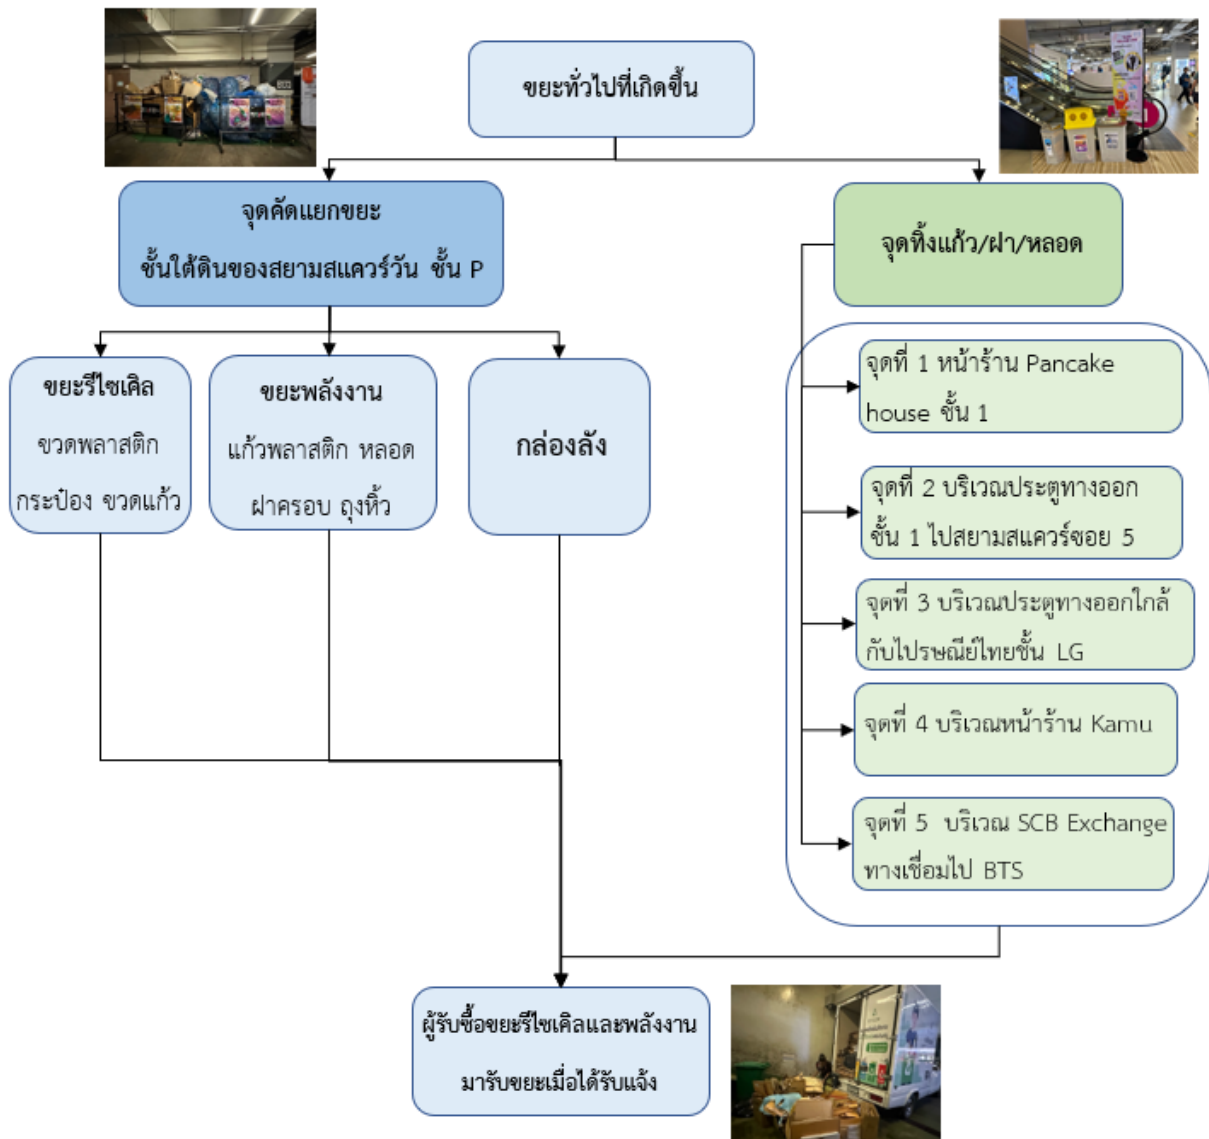 ขยะทั่วไปที่เกิดขึ้น
จุดคัดแยกขยะ
ชั้นใต้ดินของสยามสแควร์วัน ชั้น P
จุดทิ้งแก้ว/ฝา/หลอด
ขยะรีไซเคิล
ขวดพลาสติก
กระป๋อง ขวดแก้ว
ขยะพลังงาน
แก้วพลาสติก หลอด
ฝาครอบ ถุงหิ้ว
กล่องลัง
จุดที่ 1 หน้าร้าน Pancake
house ชั้น 1
จุดที่ 2 บริเวณประตูทางออก
ชั้น 1 ไปสยามสแควร์ซอย 5
จุดที่ 3 บริเวณประตูทางออกใกล้
กับไปรษณีย์ไทยชั้น LG
จุดที่ 4 บริเวณหน้าร้าน Kamu
จุดที่ 5 บริเวณ SCB Exchange
ทางเชื่อมไป BTS
ผู้รับซื้อขยะรีไซเคิลและพลังงาน
มารับขยะเมื่อได้รับแจ้ง